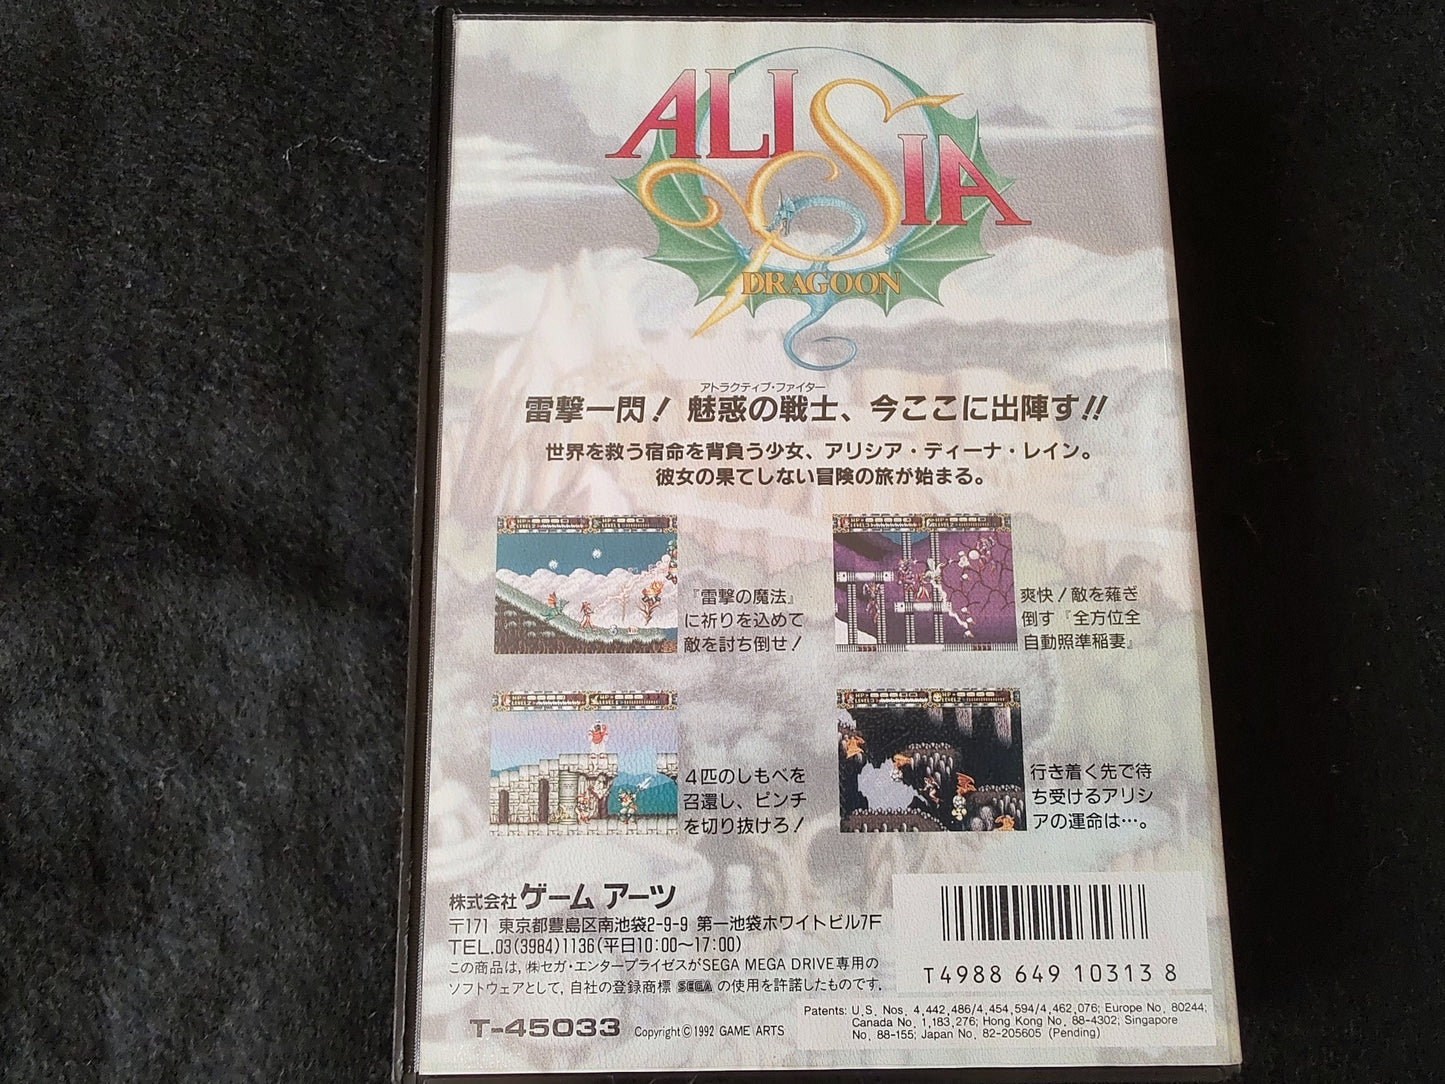 ALISIA
DRAGOON
アトラクティブ・ファイター
雷撃一閃！ 魅惑の戦士、今ここに出陣す!!
世界を救う宿命を背負う少女、アリシア・ディーナ・レイン。
彼女の果てしない冒険の旅が始まる。
『雷撃の魔法』
に祈りを込めて
敵を討ち倒せ！
爽快！敵を薙ぎ
倒す『全方位全
自動照準稲妻』
4匹のしもべを
召還し、ピンチ
を切り抜けろ！
行き着く先で待
ち受けるアリシ
アの運命は…。
株式会社 ゲーム アーツ
〒171 東京都豊島区南池袋2-9-9 第一池袋ホワイトビル7F
TEL.03(3984)1136(平日10:00〜17:00)
この商品は、㈱セガ・エンタープライゼスがSEGA MEGA DRIVE専用の
ソフトウェアとして、自社の登録商標 SEGA の使用を許諾したものです.
T-45033 Copyright © 1992 GAME ARTS
T4988 649 10313 8
Patents: U.S. Nos. 4,442,486/4,454,594/4,462,076; Europe No. 80244;
Canada No. 1,183,276; Hong Kong No. 88-4302; Singapore
No. 88-155; Japan No. 82-205605 (Pending)